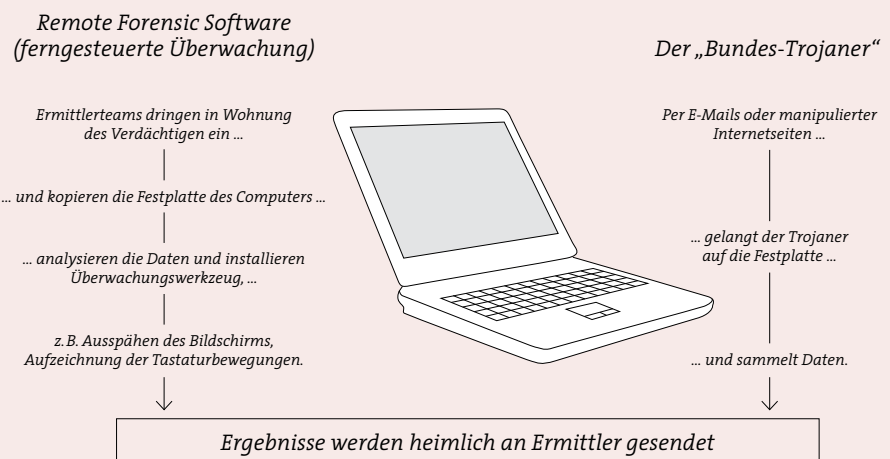 Remote Forensic Software
(ferngesteuerte Überwachung)
Ermittlerteams dringen in Wohnung
des Verdächtigen ein ...
... und kopieren die Festplatte des Computers ...
... analysieren die Daten und installieren
Überwachungswerkzeug, ...
z. B. Ausspähen des Bildschirms,
Aufzeichnung der Tastaturbewegungen.
Der „Bundes-Trojaner“
Per E-Mails oder manipulierter
Internetseiten ...
... gelangt der Trojaner
auf die Festplatte ...
... und sammelt Daten.
Ergebnisse werden heimlich an Ermittler gesendet